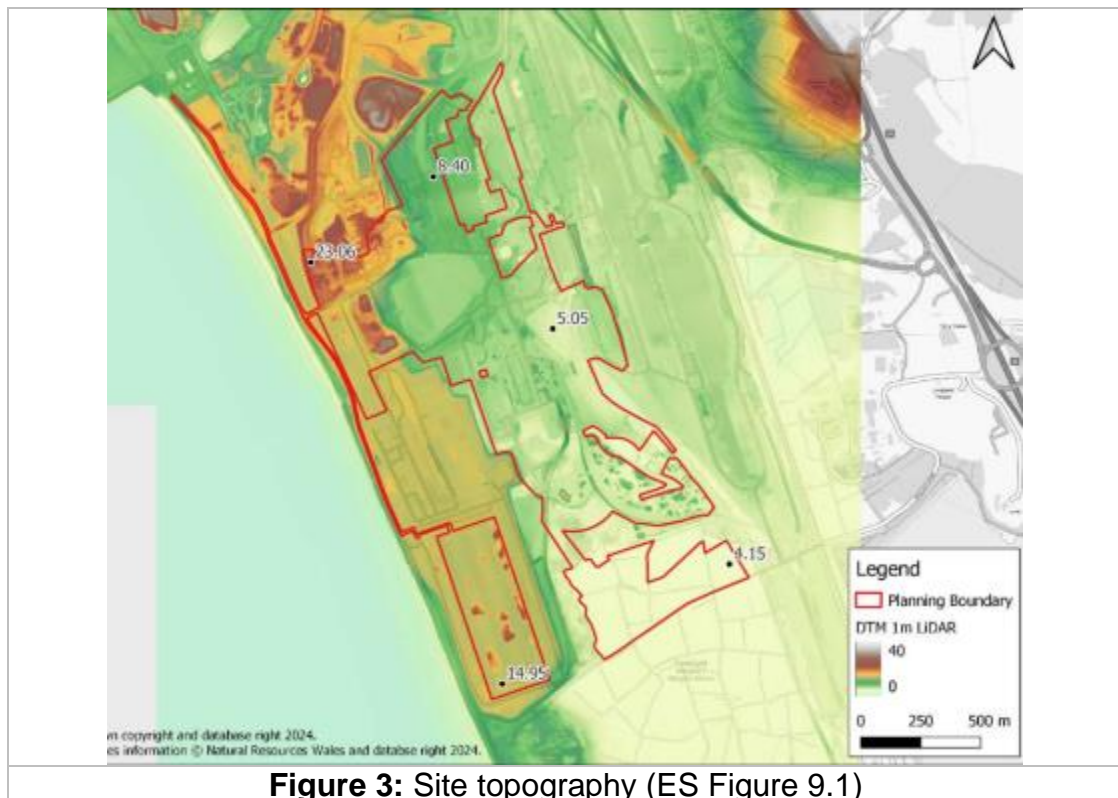 8.40
23.06
5.05
4.15
14.95
Legend
Planning Boundary
DTM 1m LiDAR
40
0
0 250 500 m
n copyright and database right 2024.
es information © Natural Resources Wales and databse right 2024.
Figure 3: Site topography (ES Figure 9.1)